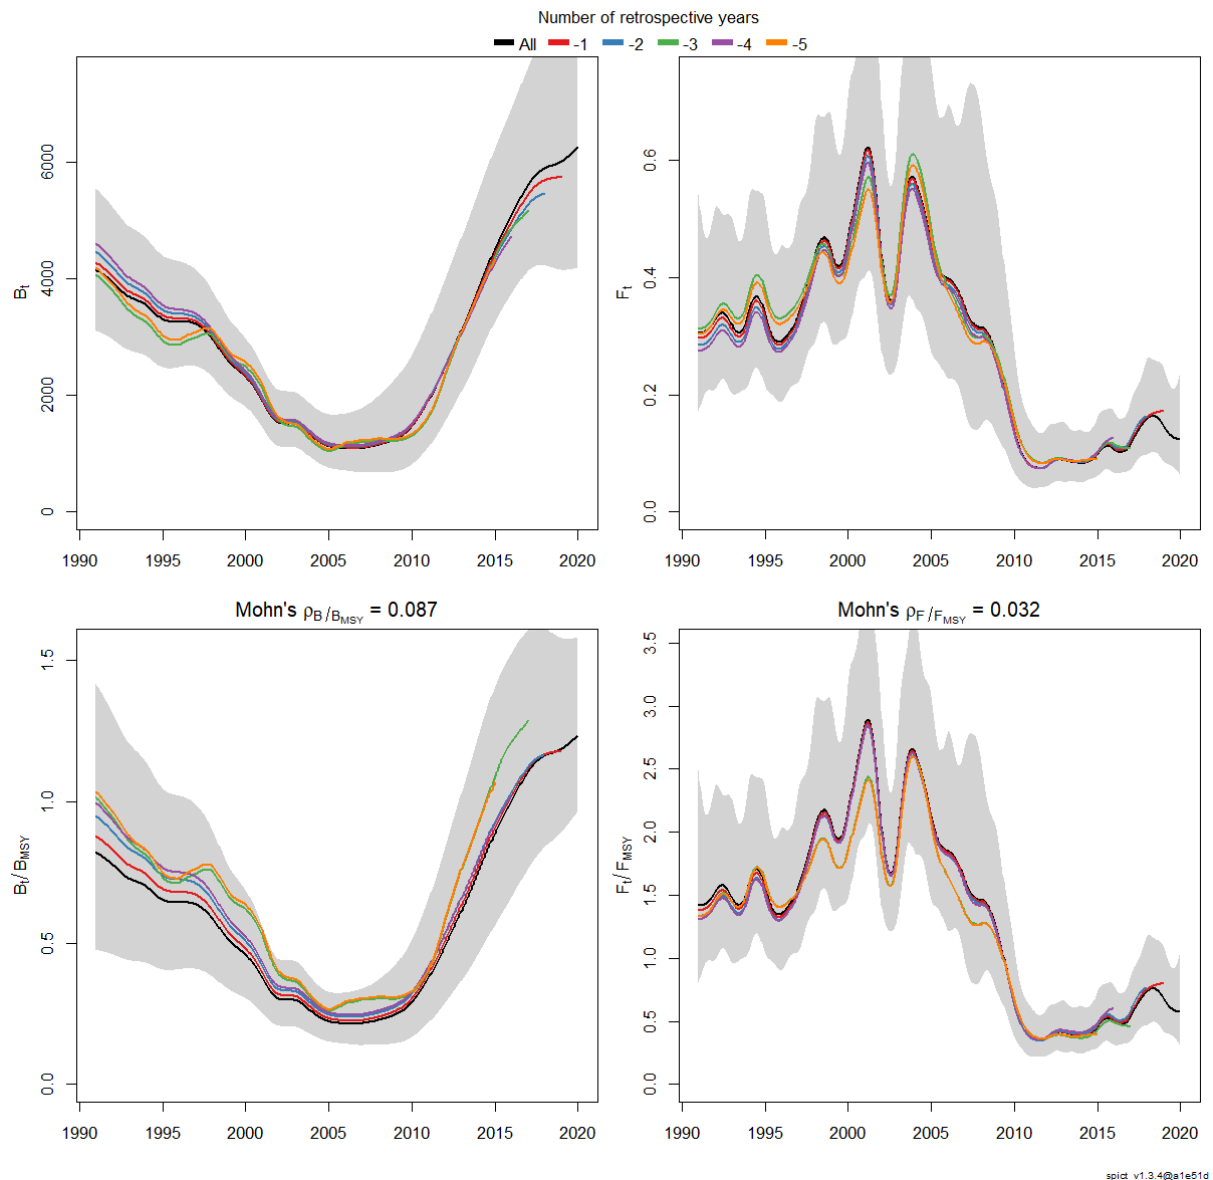 Number of retrospective years
All -1 -2 -3 -4 -5
Bt
0 2000 4000 6000
1990 1995 2000 2005 2010 2015 2020
Ft
0.0 0.2 0.4 0.6
1990 1995 2000 2005 2010 2015 2020
Mohn's ρB/BMSY = 0.087
Bt/BMSY
0.0 0.5 1.0 1.5
1990 1995 2000 2005 2010 2015 2020
Mohn's ρF/FMSY = 0.032
Ft/FMSY
0.0 0.5 1.0 1.5 2.0 2.5 3.0 3.5
1990 1995 2000 2005 2010 2015 2020
spict_v1.3.4@a1e51d